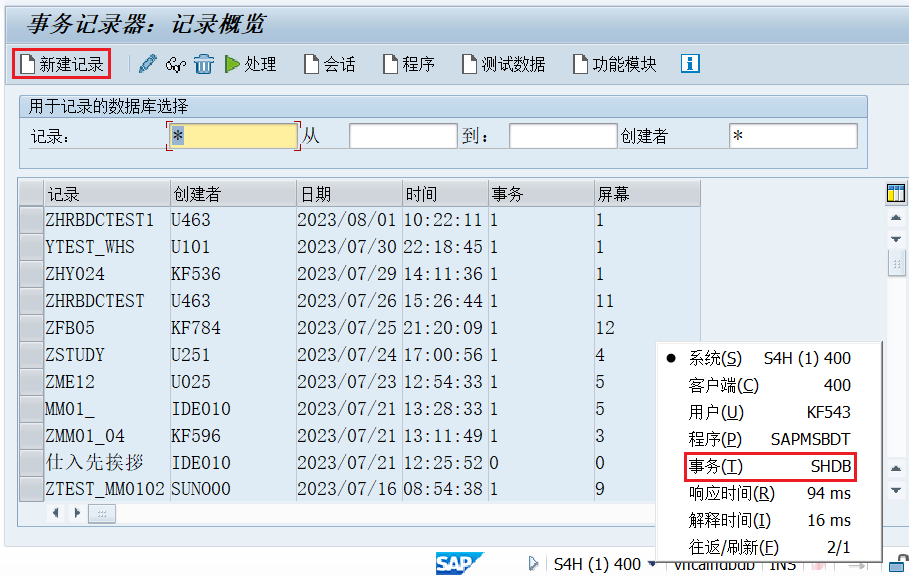 事务记录器：记录概览
新建记录 处理 会话 程序 测试数据 功能模块
用于记录的数据库选择
记录： * 从 到： 创建者 *
记录 创建者 日期 时间 事务 屏幕
ZHRBDCTEST1 U463 2023/08/01 10:22:11 1 1
YTEST_WHS U101 2023/07/30 22:18:45 1 1
ZHY024 KF536 2023/07/29 14:11:36 1 1
ZHRBDCTEST U463 2023/07/26 15:26:44 1 11
ZFB05 KF784 2023/07/25 21:20:09 1 12
ZSTUDY U251 2023/07/24 17:00:56 1 4
ZME12 U025 2023/07/23 12:54:33 1 5
MM01_ IDE010 2023/07/21 13:28:33 1 5
ZMM01_04 KF596 2023/07/21 13:11:49 1 3
仕入先挨拶 IDE010 2023/07/21 12:25:52 0 0
ZTEST_MM0102 SUN000 2023/07/16 08:54:38 1 9
系统(S) S4H (1) 400
客户端(C) 400
用户(U) KF543
程序(P) SAPMSBDT
事务(T) SHDB
响应时间(R) 94 ms
解释时间(I) 16 ms
往返/刷新(F) 2/1
SAP S4H (1) 400 INS